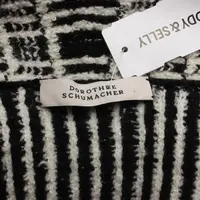 DDY & SELLY
DOROTHEE
SCHUMACHER